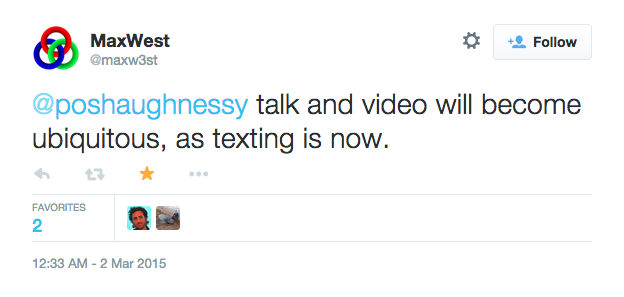 MaxWest
@maxw3st
Follow
@poshaughnessy talk and video will become
ubiquitous, as texting is now.
FAVORITES
2
12:33 AM - 2 Mar 2015